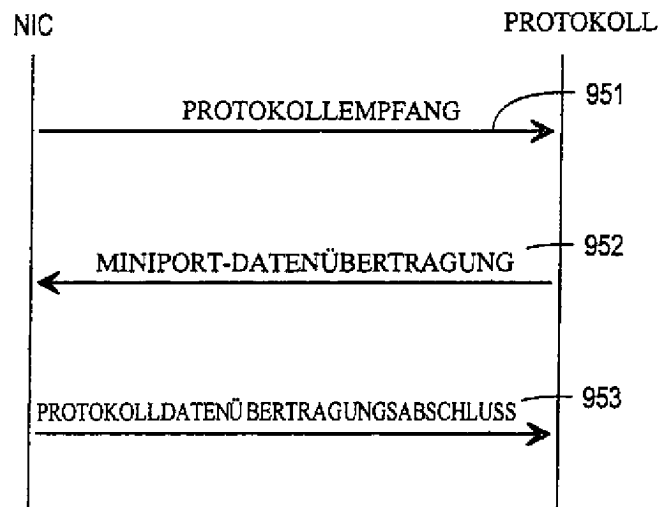 NIC
PROTOKOLL
951
PROTOKOLLEMPFANG
952
MINIPORT-DATENÜBERTRAGUNG
953
PROTOKOLLDATENÜBERTRAGUNGSABSCHLUSS